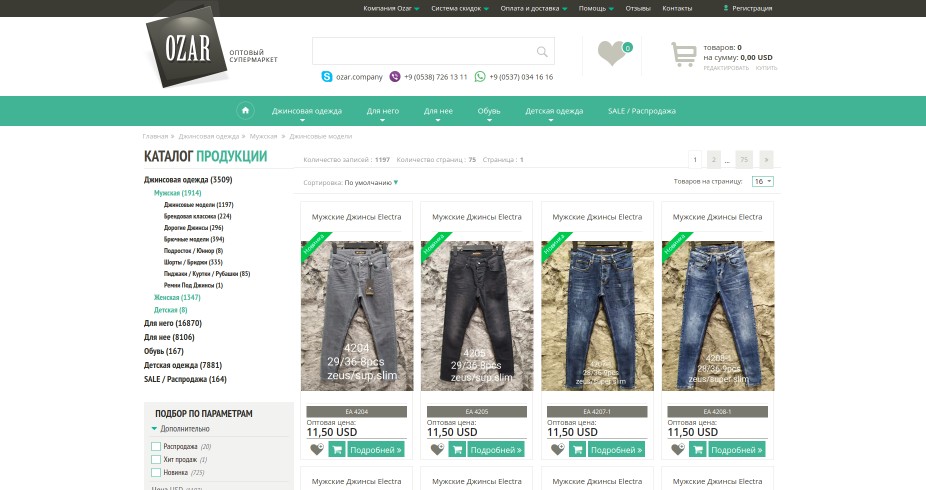 Компания Ozar Система скидок Оплата и доставка Помощь Отзывы Контакты Регистрация
OZAR
ОПТОВЫЙ
СУПЕРМАРКЕТ
0
товаров: 0
на сумму: 0,00 USD
РЕДАКТИРОВАТЬ КУПИТЬ
ozar.company +9 (0538) 726 13 11 +9 (0537) 034 16 16
Джинсовая одежда Для него Для нее Обувь Детская одежда SALE / Распродажа
Главная » Джинсовая одежда » Мужская » Джинсовые модели
КАТАЛОГ ПРОДУКЦИИ
Джинсовая одежда (3509)
Мужская (1914)
Джинсовые модели (1197)
Брендовая классика (224)
Дорогие Джинсы (296)
Брючные модели (394)
Подросток / Юниор (8)
Шорты / Бриджи (335)
Пиджаки / Куртки / Рубашки (85)
Ремни Под Джинсы (1)
Женская (1347)
Детская (8)
Для него (16870)
Для нее (8106)
Обувь (167)
Детская одежда (7881)
SALE / Распродажа (164)
ПОДБОР ПО ПАРАМЕТРАМ
Дополнительно
Распродажа (20)
Хит продаж (1)
Новинка (725)
Количество записей : 1197 Количество страниц : 75 Страница : 1
1 2 ... 75 »
Сортировка: По умолчанию ▼
Товаров на страницу: 16
Мужские Джинсы Electra Мужские Джинсы Electra Мужские Джинсы Electra Мужские Джинсы Electra
Новинка Новинка Новинка Новинка
4204
29/36-8pcs
zeus/sup.slim
4205
29/36-8pcs
zeus/sup.slim
28/36-9pcs
zeus/super.slim
4208-1
28/36-9pcs
zeus/super.slim
EA 4204 EA 4205 EA 4207-1 EA 4208-1
Оптовая цена: Оптовая цена: Оптовая цена: Оптовая цена:
11,50 USD 11,50 USD 11,50 USD 11,50 USD
Подробней » Подробней » Подробней » Подробней »
Мужские Джинсы Electra Мужские Джинсы Electra Мужские Джинсы Electra Мужские Джинсы Electra